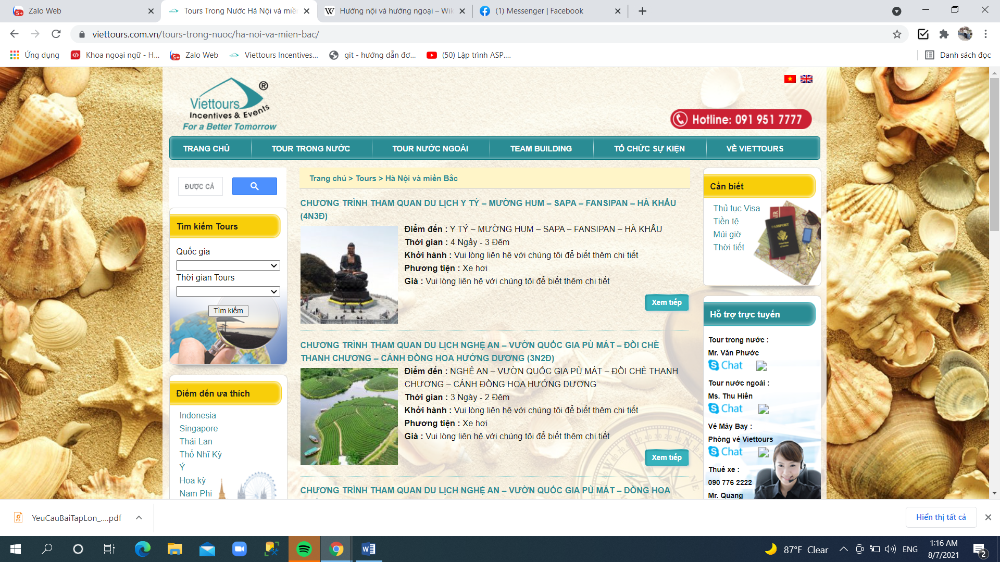 Zalo Web
Tours Trong Nước Hà Nội và miền
Hướng nội và hướng ngoại – Wik
(1) Messenger | Facebook
viettours.com.vn/tours-trong-nuoc/ha-noi-va-mien-bac/
Ứng dụng
Khoa ngoại ngữ - H...
5+
Zalo Web
Viettours Incentives...
git - hướng dẫn đơ...
(50) Lập trình ASP....
Danh sách đọc
Viettours ®
Incentives & Events
For a Better Tomorrow
Hotline: 091 951 7777
TRANG CHỦ
TOUR TRONG NƯỚC
TOUR NƯỚC NGOÀI
TEAM BUILDING
TỔ CHỨC SỰ KIỆN
VỀ VIETTOURS
ĐƯỢC CẢ
Tìm kiếm Tours
Quốc gia
Thời gian Tours
Tìm kiếm
Điểm đến ưa thích
Indonesia
Singapore
Thái Lan
Thổ Nhĩ Kỳ
Ý
Hoa kỳ
Nam Phi
Trang chủ > Tours > Hà Nội và miền Bắc
CHƯƠNG TRÌNH THAM QUAN DU LỊCH Y TÝ – MƯỜNG HUM – SAPA – FANSIPAN – HÀ KHẨU
(4N3Đ)
Điểm đến : Y TÝ – MƯỜNG HUM – SAPA – FANSIPAN – HÀ KHẨU
Thời gian : 4 Ngày - 3 Đêm
Khởi hành : Vui lòng liên hệ với chúng tôi để biết thêm chi tiết
Phương tiện : Xe hơi
Giá : Vui lòng liên hệ với chúng tôi để biết thêm chi tiết
Xem tiếp
CHƯƠNG TRÌNH THAM QUAN DU LỊCH NGHỆ AN – VƯỜN QUỐC GIA PÙ MÁT – ĐỒI CHÈ
THANH CHƯƠNG – CÁNH ĐỒNG HOA HƯỚNG DƯƠNG (3N2Đ)
Điểm đến : NGHỆ AN – VƯỜN QUỐC GIA PÙ MÁT – ĐỒI CHÈ THANH
CHƯƠNG – CÁNH ĐỒNG HOA HƯỚNG DƯƠNG
Thời gian : 3 Ngày - 2 Đêm
Khởi hành : Vui lòng liên hệ với chúng tôi để biết thêm chi tiết
Phương tiện : Xe hơi
Giá : Vui lòng liên hệ với chúng tôi để biết thêm chi tiết
Xem tiếp
CHƯƠNG TRÌNH THAM QUAN DU LỊCH NGHỆ AN – VƯỜN QUỐC GIA PÙ MÁT – ĐỒNG HOA
Cần biết
Thủ tục Visa
Tiền tệ
Múi giờ
Thời tiết
PASSPORT
Hỗ trợ trực tuyến
Tour trong nước :
Mr. Văn Phước
Chat
Tour nước ngoài :
Ms. Thu Hiền
Chat
Vé Máy Bay :
Phòng vé Viettours
Chat
Thuê xe :
090 776 2222
Mr. Quang
YeuCauBaiTapLon_....pdf
Hiển thị tất cả
87°F Clear
ENG
1:16 AM
8/7/2021
2